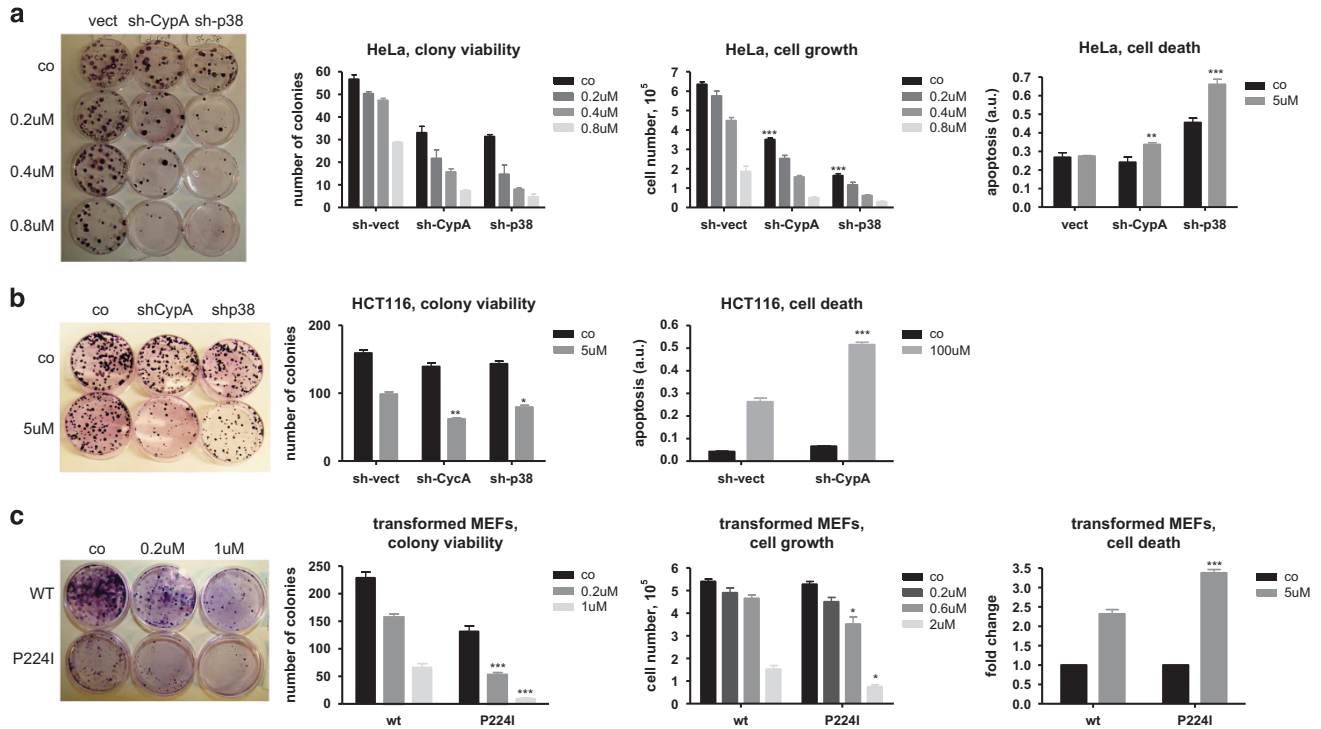 a
vect sh-CypA sh-p38
co
0.2uM
0.4uM
0.8uM
HeLa, clony viability
number of colonies
60
50
40
30
20
10
0
sh-vect sh-CypA sh-p38
co
0.2uM
0.4uM
0.8uM
HeLa, cell growth
cell number, 10⁵
7
6
5
4
3
2
1
0
***
***
sh-vect sh-CypA sh-p38
co
0.2uM
0.4uM
0.8uM
HeLa, cell death
apoptosis (a.u.)
0.7
0.6
0.5
0.4
0.3
0.2
0.1
0.0
**
***
vect sh-CypA sh-p38
co
5uM
b
co shCypA shp38
co
5uM
HCT116, colony viability
number of colonies
200
100
0
**
*
sh-vect sh-CycA sh-p38
co
5uM
HCT116, cell death
apoptosis (a.u.)
0.6
0.5
0.4
0.3
0.2
0.1
0.0
***
sh-vect sh-CypA
co
100uM
c
co 0.2uM 1uM
WT
P224I
transformed MEFs,
colony viability
number of colonies
250
200
150
100
50
0
***
***
wt P224I
co
0.2uM
1uM
transformed MEFs,
cell growth
cell number, 10⁵
6
5
4
3
2
1
0
*
*
wt P224I
co
0.2uM
0.6uM
2uM
transformed MEFs,
cell death
fold change
3.5
3.0
2.5
2.0
1.5
1.0
0.5
0.0
***
wt P224I
co
5uM